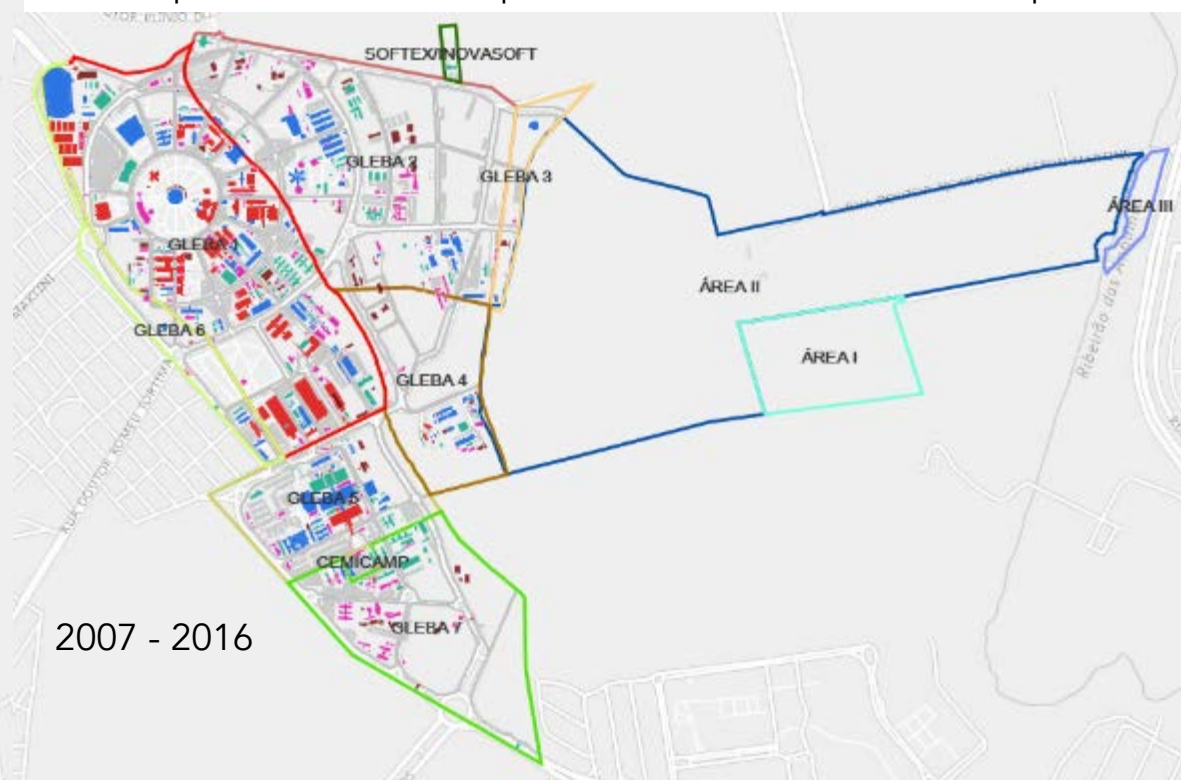 SOFTEX/INOVASOFT
GLEBA 2
GLEBA 3
ÁREA III
GLEBA 1
ÁREA II
GLEBA 6
ÁREA I
GLEBA 4
Ribeirão das
GLEBA 5
CEMICAMP
GLEBA 7
2007 - 2016